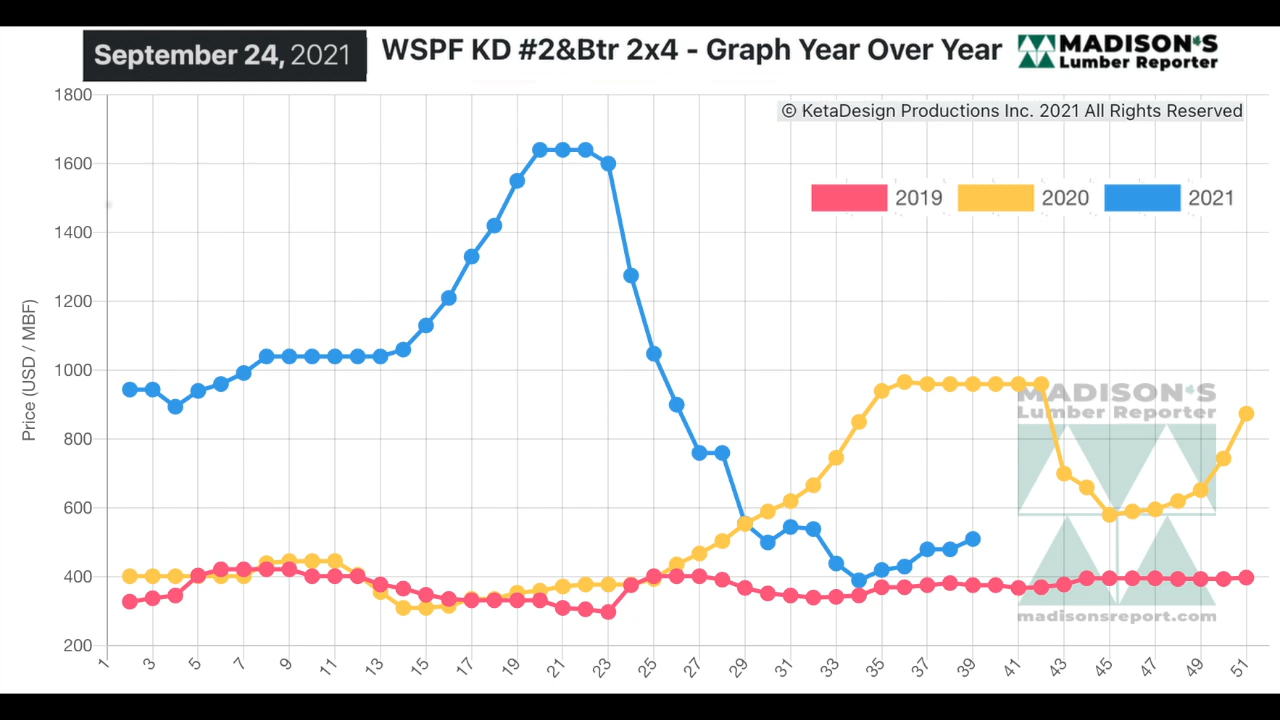 September 24, 2021
WSPF KD #2&Btr 2x4 - Graph Year Over Year
MADISON'S
Lumber Reporter
© KetaDesign Productions Inc. 2021 All Rights Reserved
2019 2020 2021
Price (USD / MBF)
1800
1600
1400
1200
1000
800
600
400
200
MADISON'S
Lumber Reporter
madisonsreport.com
1 3 5 7 9 11 13 15 17 19 21 23 25 27 29 31 33 35 37 39 41 43 45 47 49 51